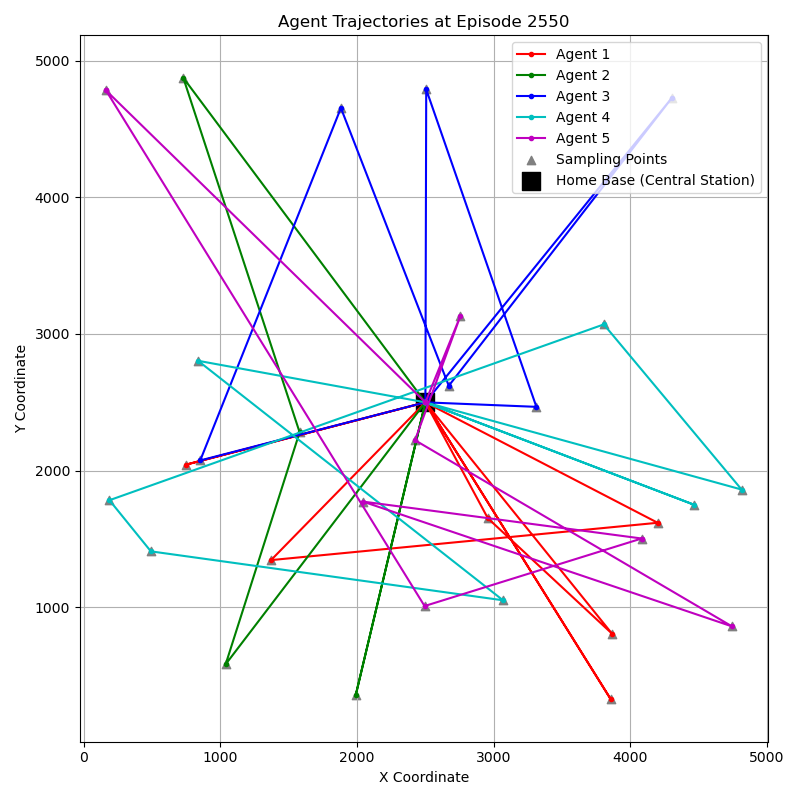 Agent Trajectories at Episode 2550
Agent 1
Agent 2
Agent 3
Agent 4
Agent 5
Sampling Points
Home Base (Central Station)
Y Coordinate
5000
4000
3000
2000
1000
0 1000 2000 3000 4000 5000
X Coordinate